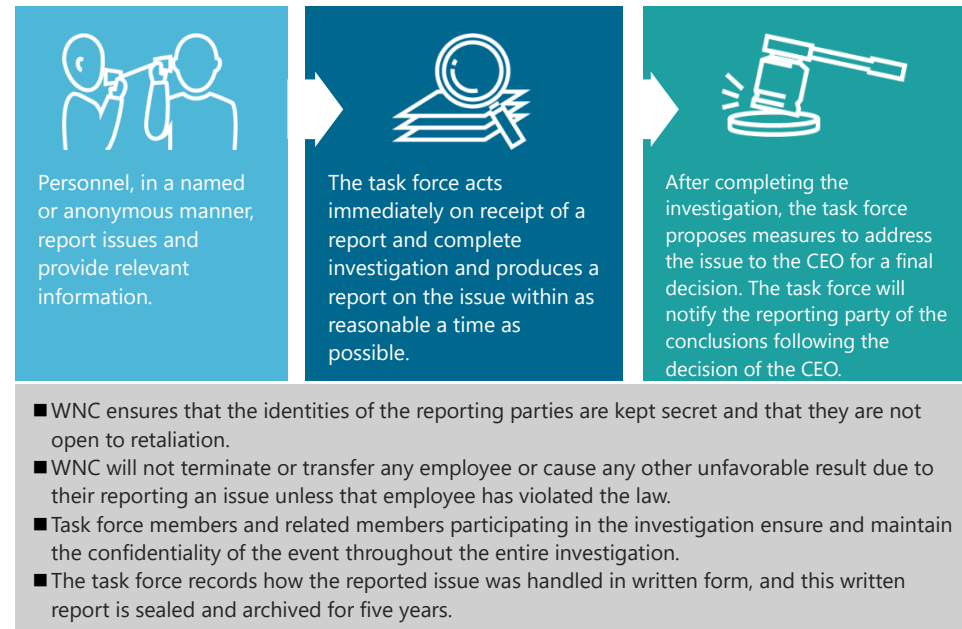 Personnel, in a named
or anonymous manner,
report issues and
provide relevant
information.
The task force acts
immediately on receipt of a
report and complete
investigation and produces a
report on the issue within as
reasonable a time as
possible.
After completing the
investigation, the task force
proposes measures to address
the issue to the CEO for a final
decision. The task force will
notify the reporting party of the
conclusions following the
decision of the CEO.
■ WNC ensures that the identities of the reporting parties are kept secret and that they are not
open to retaliation.
■ WNC will not terminate or transfer any employee or cause any other unfavorable result due to
their reporting an issue unless that employee has violated the law.
■ Task force members and related members participating in the investigation ensure and maintain
the confidentiality of the event throughout the entire investigation.
■ The task force records how the reported issue was handled in written form, and this written
report is sealed and archived for five years.